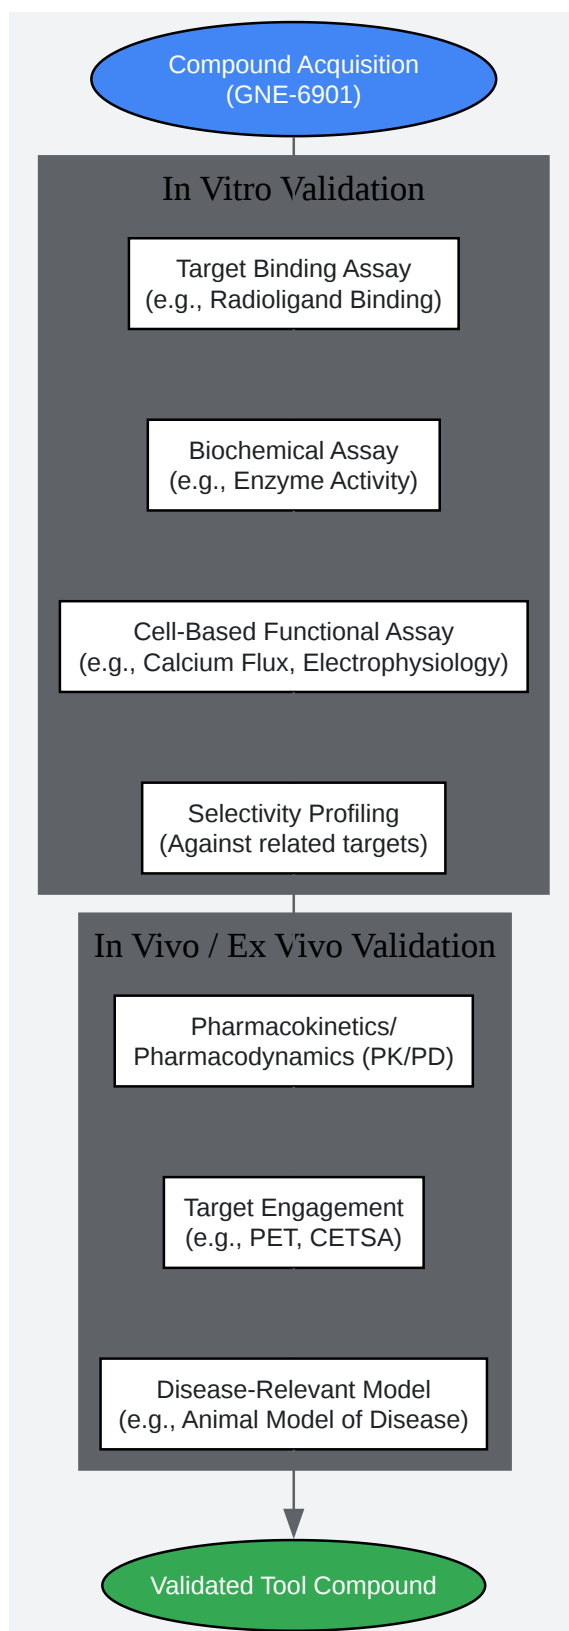 Compound Acquisition
(GNE-6901)
In Vitro Validation
Target Binding Assay
(e.g., Radioligand Binding)
Biochemical Assay
(e.g., Enzyme Activity)
Cell-Based Functional Assay
(e.g., Calcium Flux, Electrophysiology)
Selectivity Profiling
(Against related targets)
In Vivo / Ex Vivo Validation
Pharmacokinetics/
Pharmacodynamics (PK/PD)
Target Engagement
(e.g., PET, CETSA)
Disease-Relevant Model
(e.g., Animal Model of Disease)
Validated Tool Compound